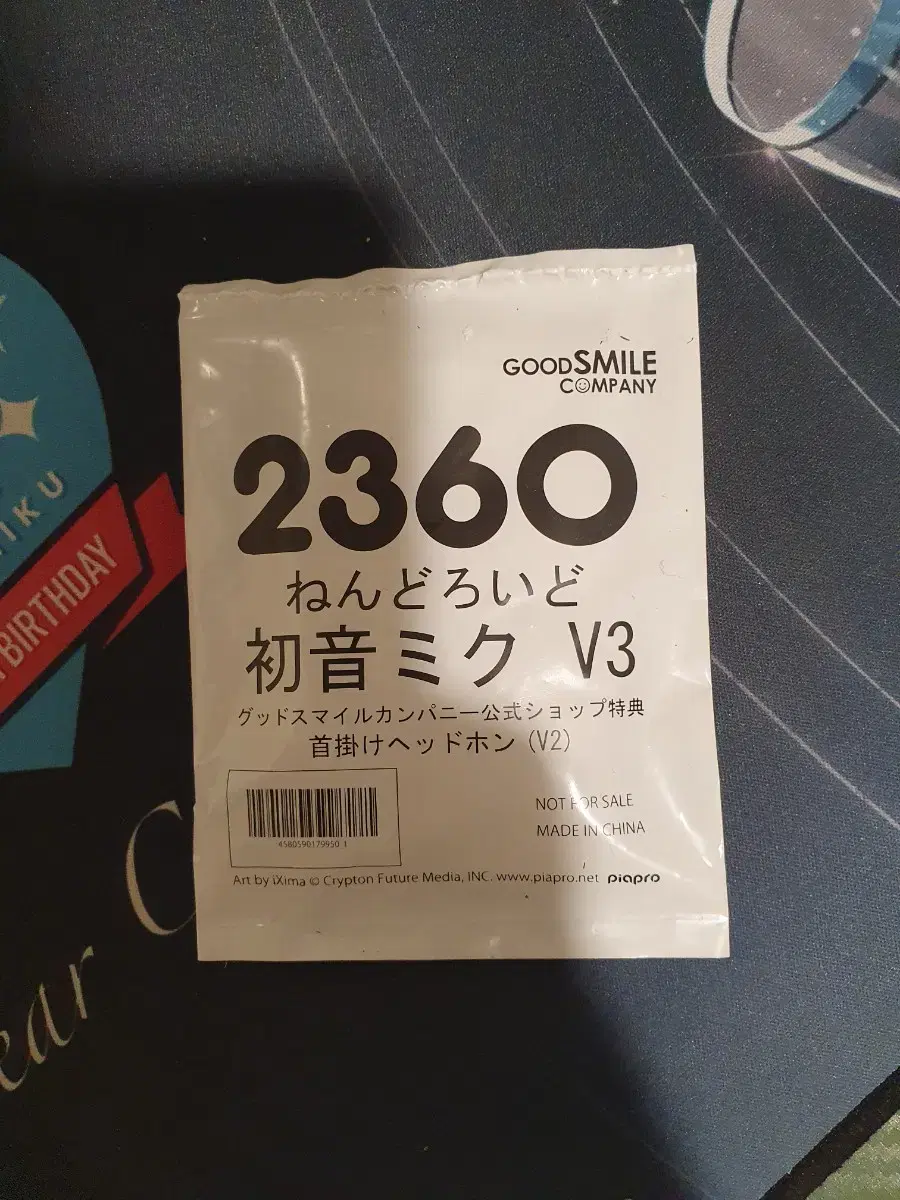 GOODSMILE
COMPANY
2360
ねんどろいど
初音ミク V3
グッドスマイルカンパニー公式ショップ特典
首掛けヘッドホン (V2)
4580590179950 1
NOT FOR SALE
MADE IN CHINA
Art by iXima © Crypton Future Media, INC. www.piapro.net piapro
BIRTHDAY